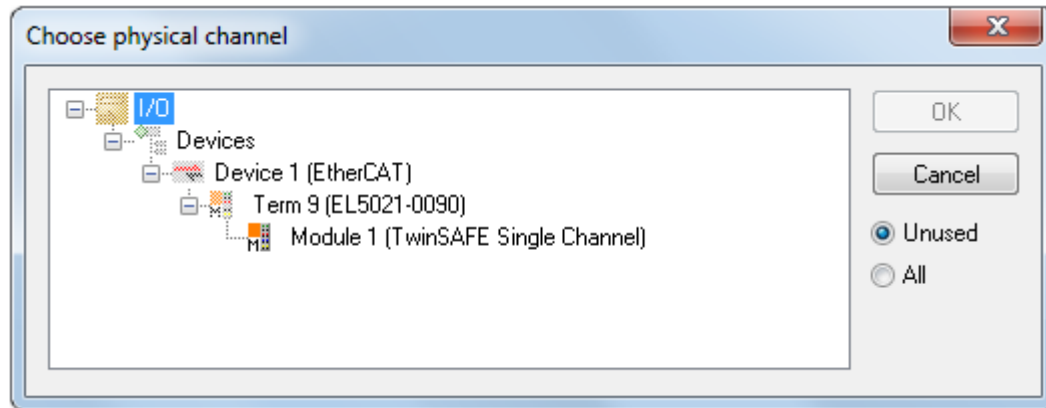 Choose physical channel
I/O
Devices
Device 1 (EtherCAT)
Term 9 (EL5021-0090)
Module 1 (TwinSAFE Single Channel)
OK
Cancel
Unused
All